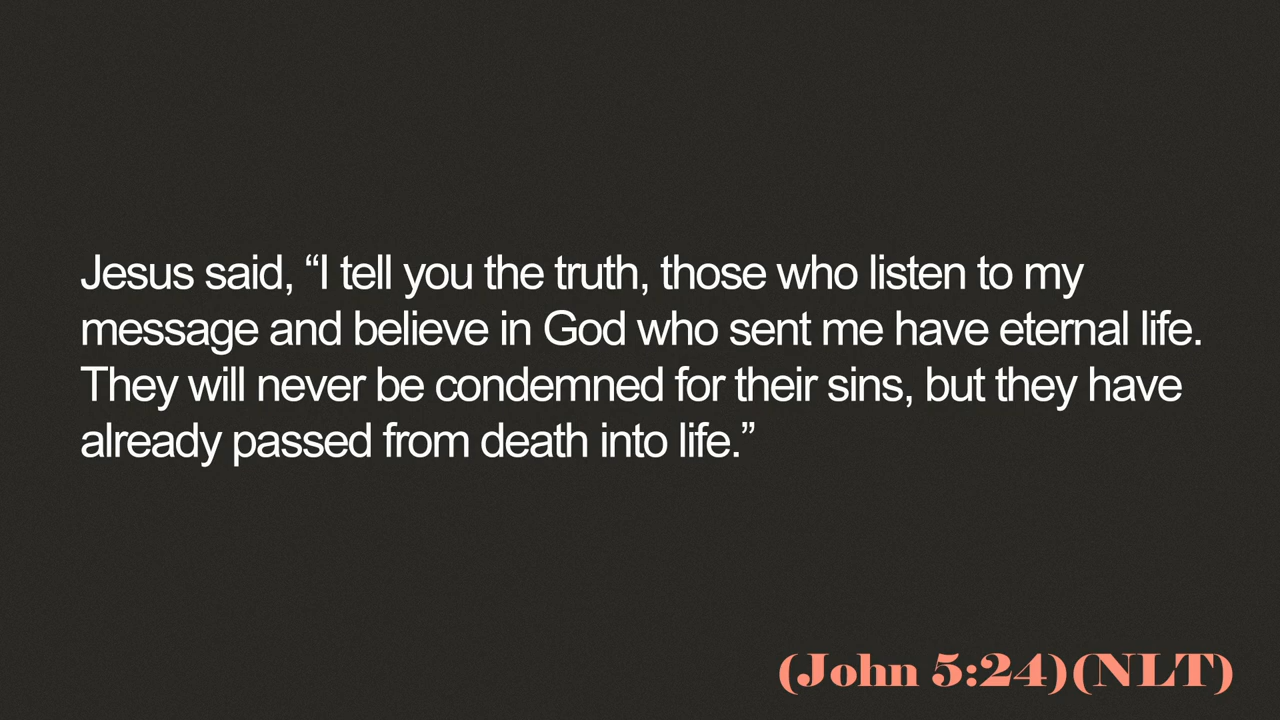 Jesus said, “I tell you the truth, those who listen to my
message and believe in God who sent me have eternal life.
They will never be condemned for their sins, but they have
already passed from death into life.”
(John 5:24)(NLT)